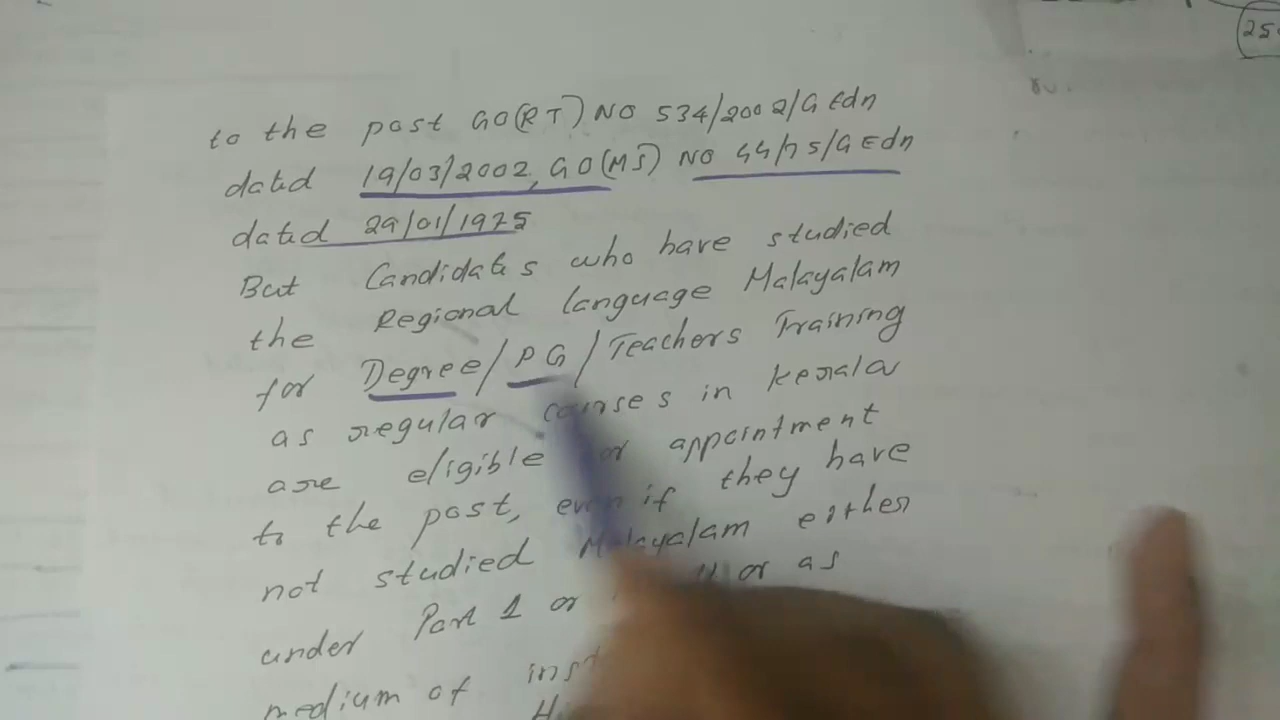 to the post GO(RT) NO 534/2002/G Edn
dated 19/03/2002, GO(MS) NO 44/75/G Edn
dated 29/01/1975
But Candidates who have studied
the Regional language Malayalam
for Degree/PG/Teachers Training
as regular courses in Kerala
are eligible for appointment
to the post, even if they have
not studied Malayalam either
under Part 1 or or as
medium of